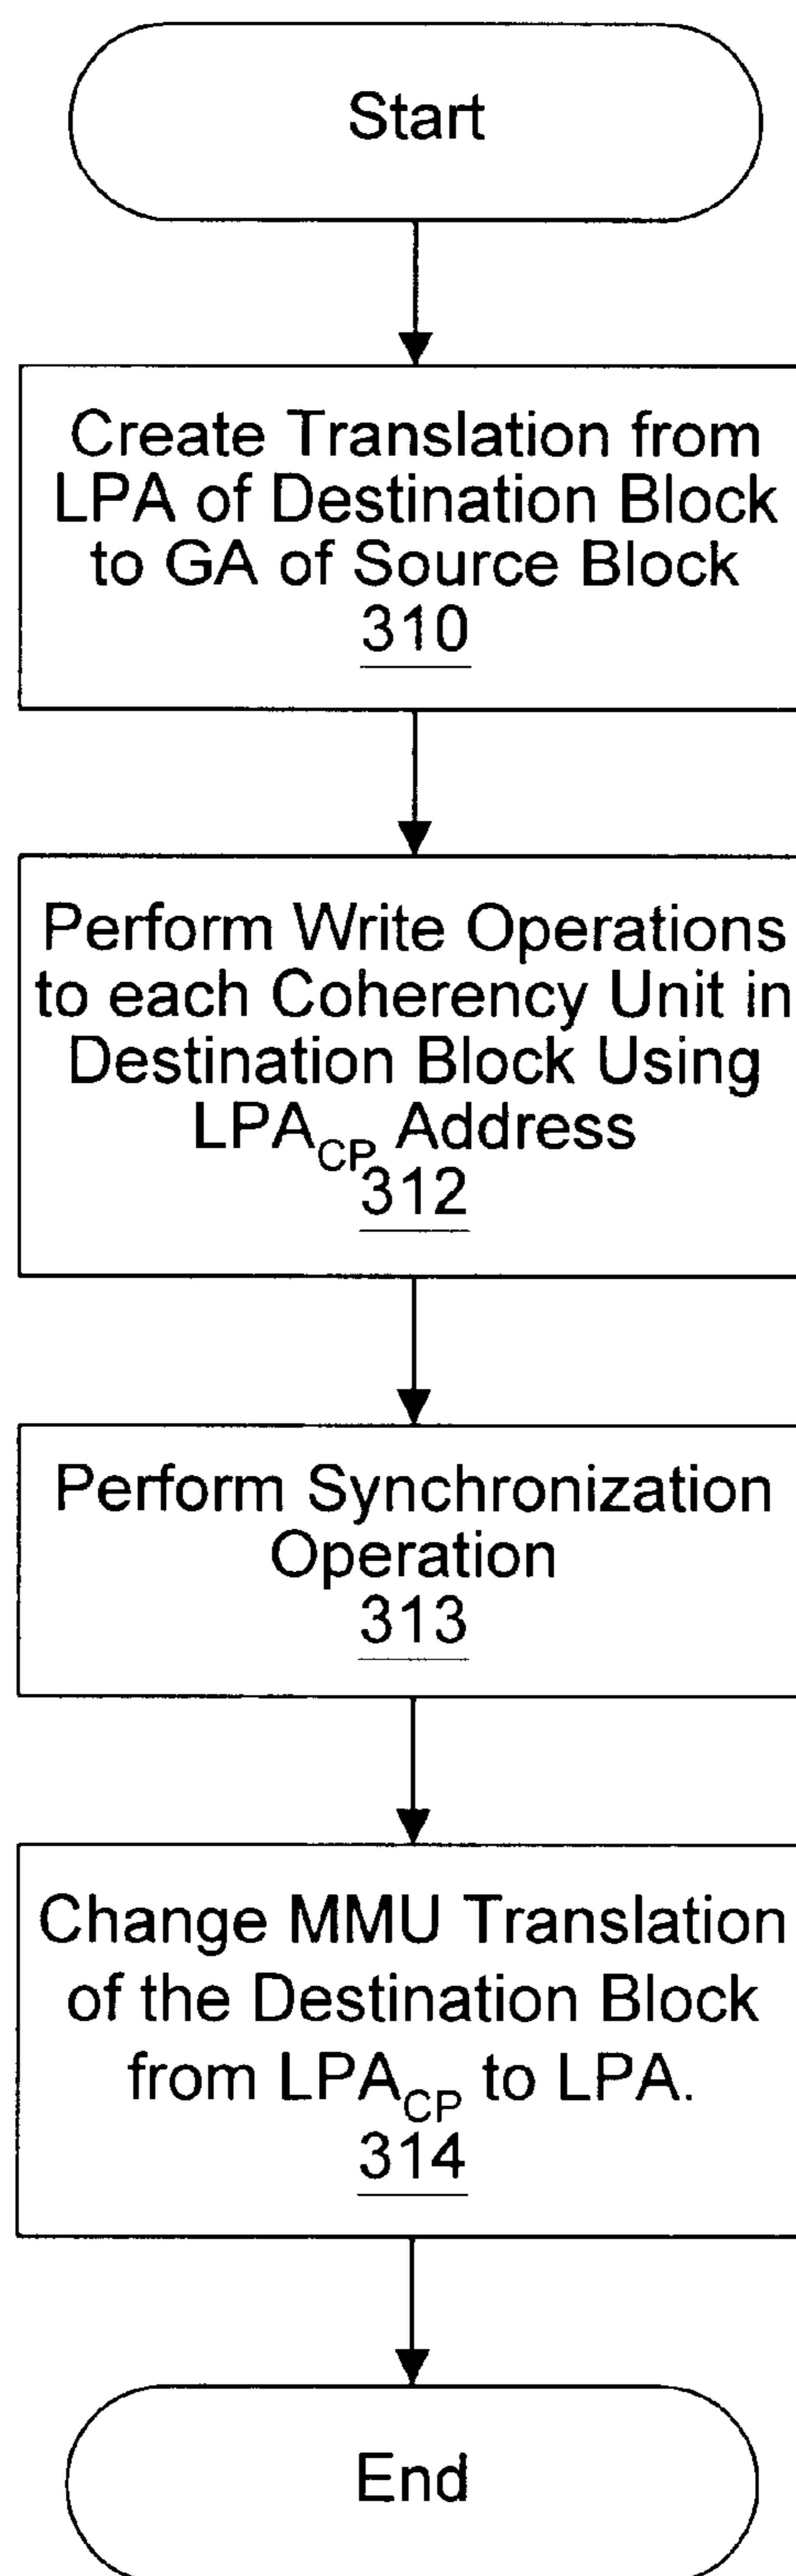 Start
Create Translation from
LPA of Destination Block
to GA of Source Block
310
Perform Write Operations
to each Coherency Unit in
Destination Block Using
LPA_CP Address
312
Perform Synchronization
Operation
313
Change MMU Translation
of the Destination Block
from LPA_CP to LPA.
314
End